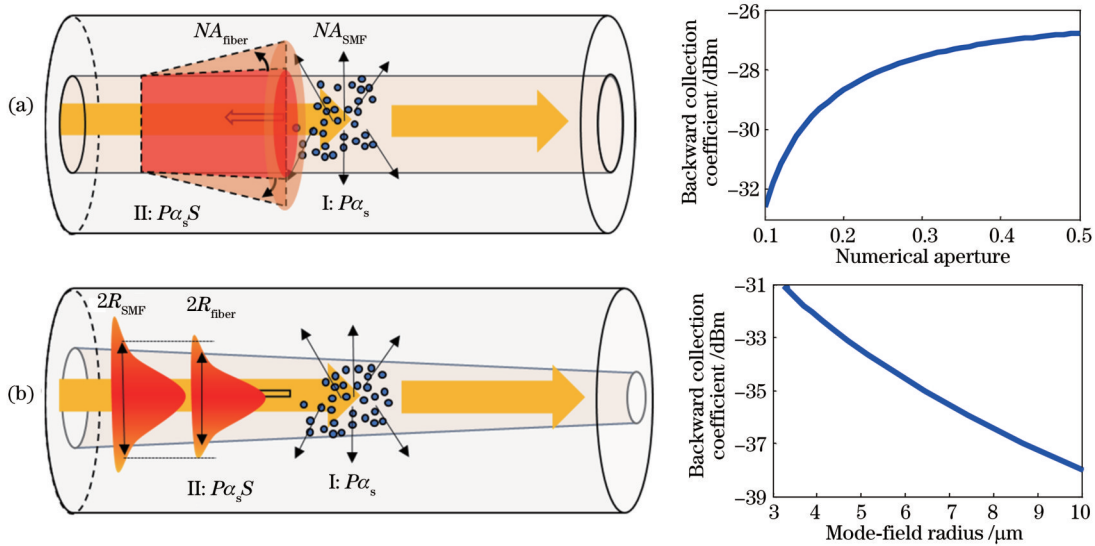 (a)
NA_fiber
NA_SMF
I: Pα_s
II: Pα_sS
Backward collection
coefficient /dBm
−26
−28
−30
−32
0.1
0.2
0.3
0.4
0.5
Numerical aperture
(b)
2R_SMF
2R_fiber
I: Pα_s
II: Pα_sS
Backward collection
coefficient /dBm
−31
−33
−35
−37
−39
3
4
5
6
7
8
9
10
Mode-field radius /μm